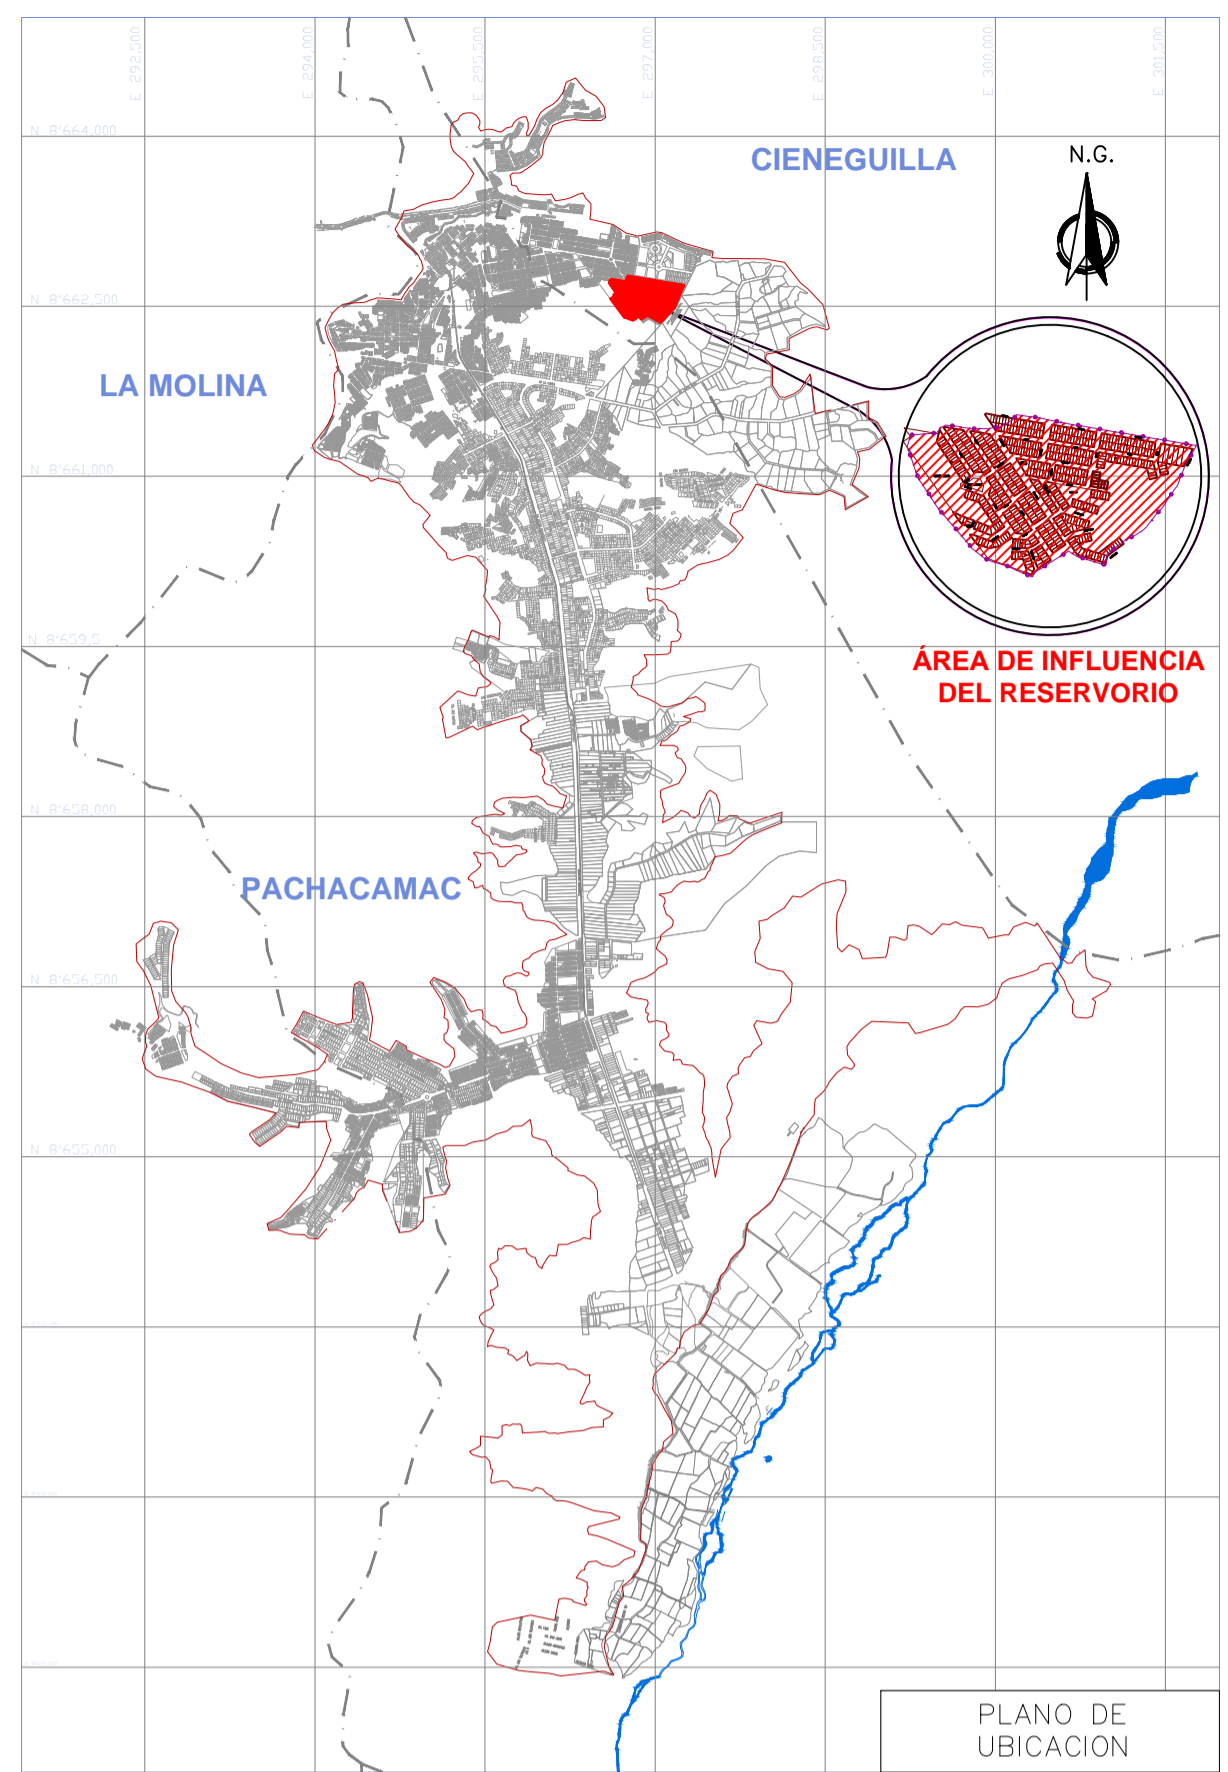 E 292,500
E 294,000
E 295,500
E 297,000
E 298,500
E 300,000
E 301,500
N 8'664,000
CIENEGUILLA
N.G.
N 8'662,500
LA MOLINA
N 8'661,000
N 8'659,5
ÁREA DE INFLUENCIA
DEL RESERVORIO
N 8'658,000
PACHACAMAC
N 8'656,500
N 8'655,000
PLANO DE
UBICACION